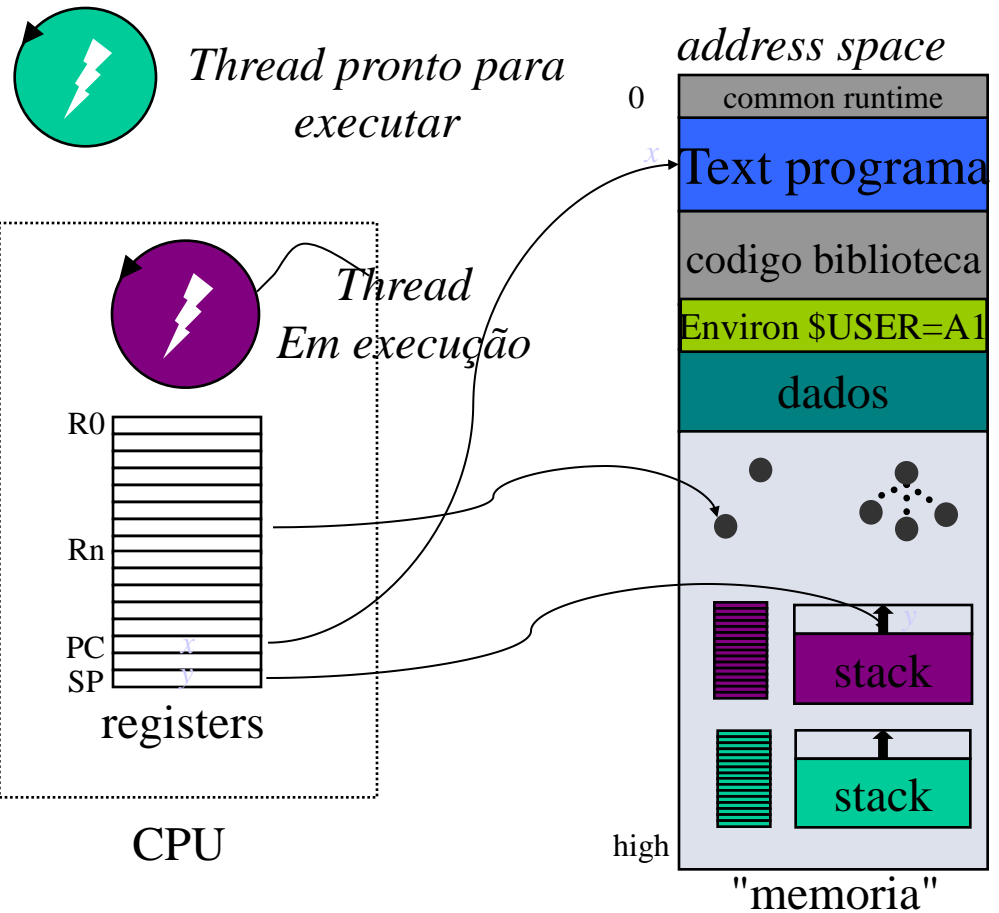 Thread pronto para
executar
address space
0
common runtime
x
Text programa
codigo biblioteca
Environ $USER=A1
dados
Thread
Em execução
R0
Rn
PC
x
SP
y
registers
CPU
y
stack
stack
high
"memoria"